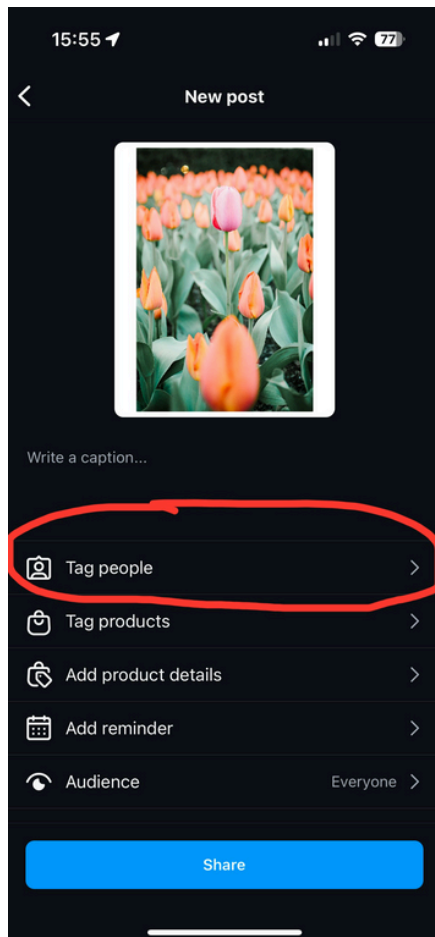 15:55
77
New post
Write a caption...
Tag people
Tag products
Add product details
Add reminder
Audience
Everyone
Share